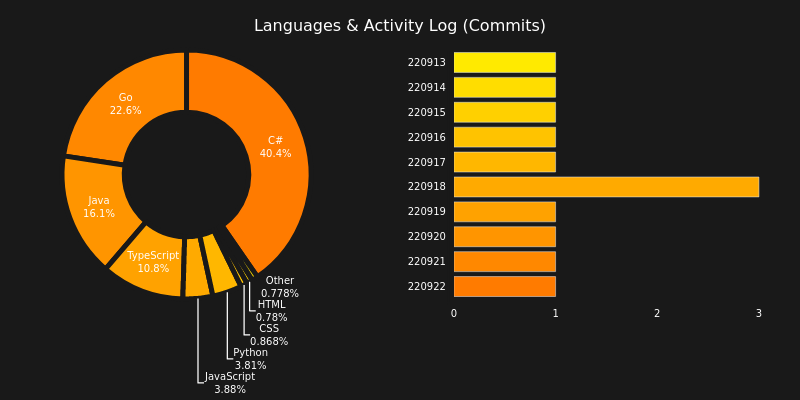 Languages & Activity Log (Commits)
C#
40.4%
Go
22.6%
Java
16.1%
TypeScript
10.8%
JavaScript
3.88%
Python
3.81%
CSS
0.868%
HTML
0.78%
Other
0.778%
220913
220914
220915
220916
220917
220918
220919
220920
220921
220922
0 1 2 3